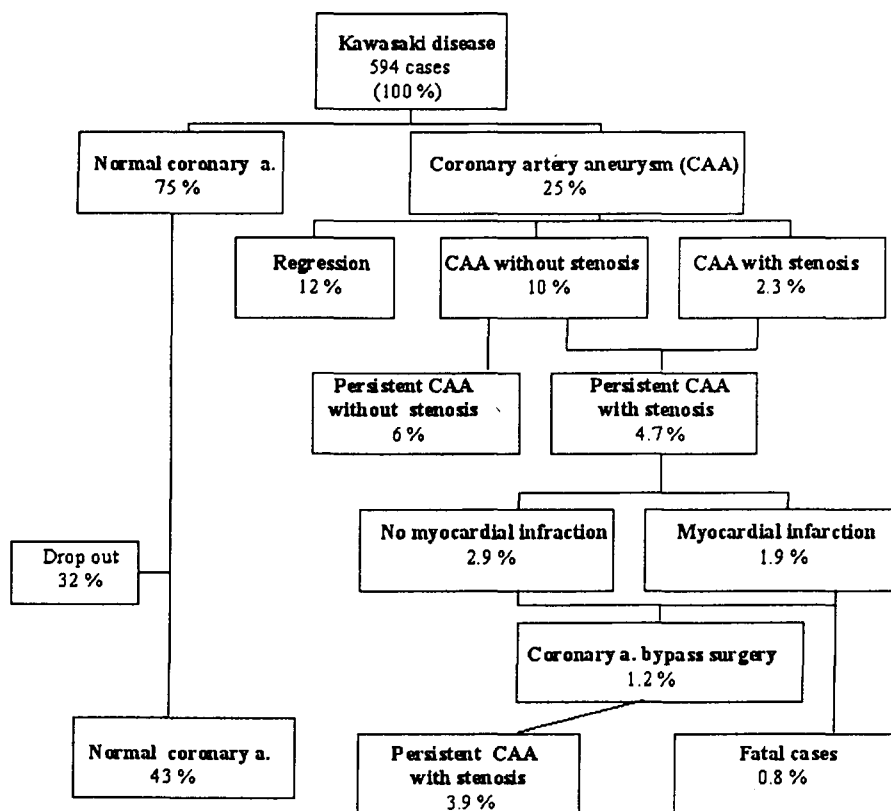 Kawasaki disease
594 cases
(100 %)
Normal coronary a.
75 %
Coronary artery aneurysm (CAA)
25 %
Regression
12 %
CAA without stenosis
10 %
CAA with stenosis
2.3 %
Persistent CAA
without stenosis
6 %
Persistent CAA
with stenosis
4.7 %
No myocardial infraction
2.9 %
Myocardial infarction
1.9 %
Drop out
32 %
Coronary a. bypass surgery
1.2 %
Normal coronary a.
43 %
Persistent CAA
with stenosis
3.9 %
Fatal cases
0.8 %